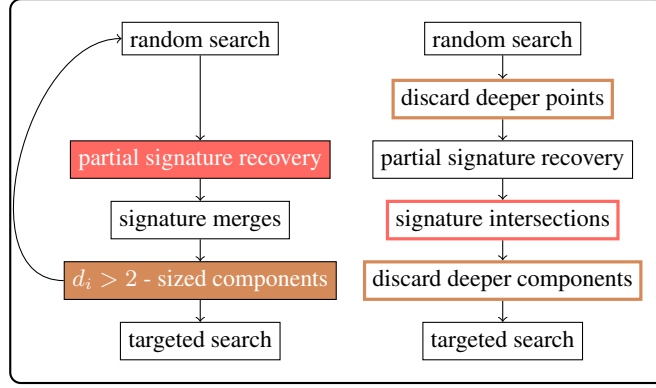 random search
partial signature recovery
signature merges
$d_i > 2$ - sized components
targeted search
random search
discard deeper points
partial signature recovery
signature intersections
discard deeper components
targeted search